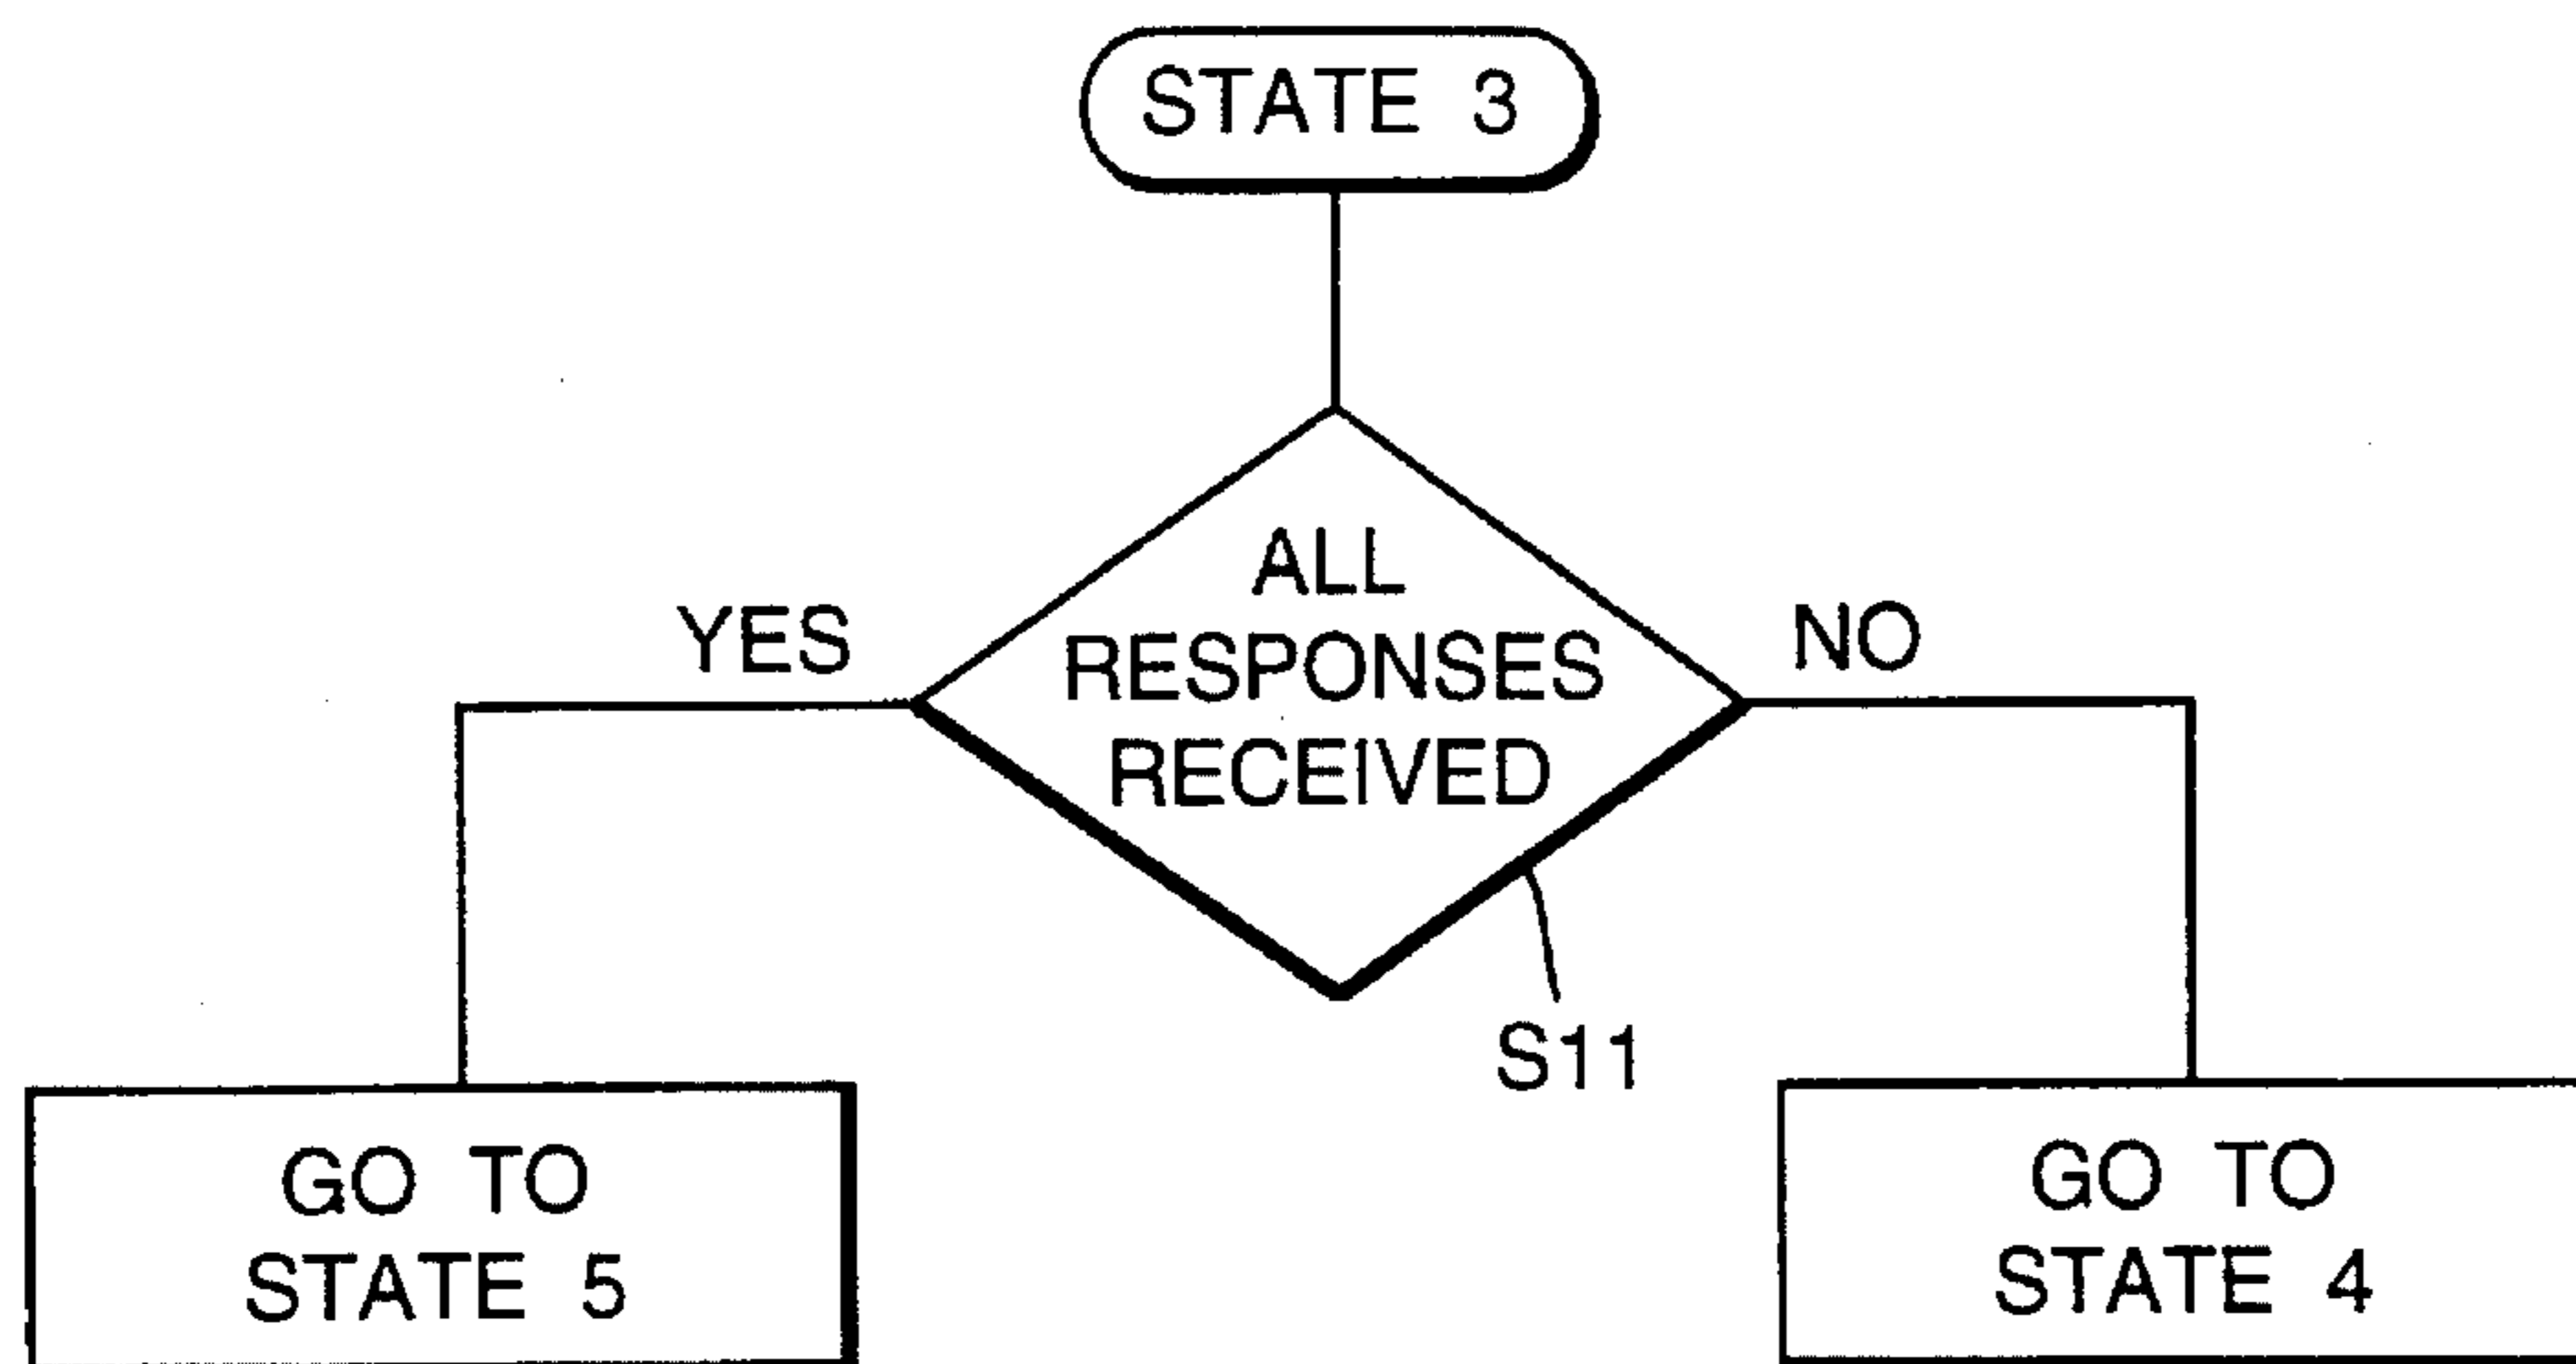 STATE 3
ALL
RESPONSES
RECEIVED
YES
NO
S11
GO TO
STATE 5
GO TO
STATE 4